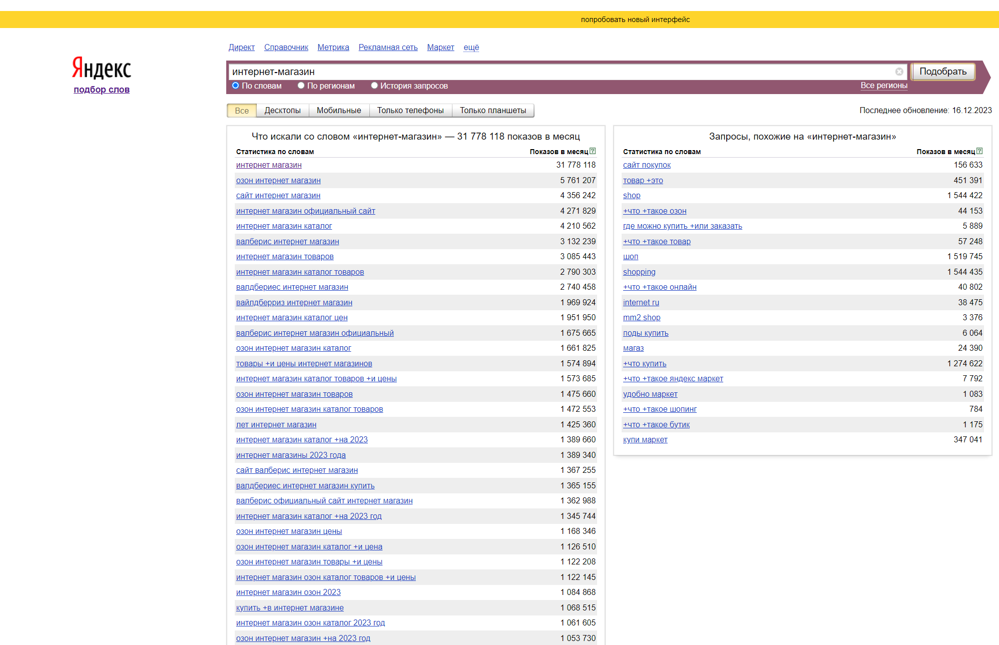 попробовать новый интерфейс
Директ Справочник Метрика Рекламная сеть Маркет ещё
Яндекс
подбор слов
интернет-магазин Подобрать
По словам По регионам История запросов Все регионы
Все Десктопы Мобильные Только телефоны Только планшеты Последнее обновление: 16.12.2023
Что искали со словом «интернет-магазин» — 31 778 118 показов в месяц
Статистика по словам Показов в месяц ?
интернет магазин 31 778 118
озон интернет магазин 5 761 207
сайт интернет магазин 4 356 242
интернет магазин официальный сайт 4 271 829
интернет магазин каталог 4 210 562
валберис интернет магазин 3 132 239
интернет магазин товаров 3 085 443
интернет магазин каталог товаров 2 790 303
валдбериес интернет магазин 2 740 458
вайлдберриз интернет магазин 1 969 924
интернет магазин каталог цен 1 951 950
валберис интернет магазин официальный 1 675 665
озон интернет магазин каталог 1 661 825
товары +и цены интернет магазинов 1 574 894
интернет магазин каталог товаров +и цены 1 573 685
озон интернет магазин товаров 1 475 660
озон интернет магазин каталог товаров 1 472 553
лет интернет магазин 1 425 360
интернет магазин каталог +на 2023 1 389 660
интернет магазины 2023 года 1 389 340
сайт валберис интернет магазин 1 367 255
валдбериес интернет магазин купить 1 365 155
валберис официальный сайт интернет магазин 1 362 988
интернет магазин каталог +на 2023 год 1 345 744
озон интернет магазин цены 1 168 346
озон интернет магазин каталог +и цена 1 126 510
озон интернет магазин товары +и цены 1 122 208
интернет магазин озон каталог товаров +и цены 1 122 145
интернет магазин озон 2023 1 084 868
купить +в интернет магазине 1 068 515
интернет магазин озон каталог 2023 год 1 061 605
озон интернет магазин +на 2023 год 1 053 730
Запросы, похожие на «интернет-магазин»
Статистика по словам Показов в месяц ?
сайт покупок 156 633
товар +это 451 391
shop 1 544 422
+что +такое озон 44 153
где можно купить +или заказать 5 889
+что +такое товар 57 248
шоп 1 519 745
shopping 1 544 435
+что +такое онлайн 40 802
internet ru 38 475
mm2 shop 3 376
поды купить 6 064
магаз 24 390
+что купить 1 274 622
+что +такое яндекс маркет 7 792
удобно маркет 1 083
+что +такое шопинг 784
+что +такое бутик 1 175
купи маркет 347 041